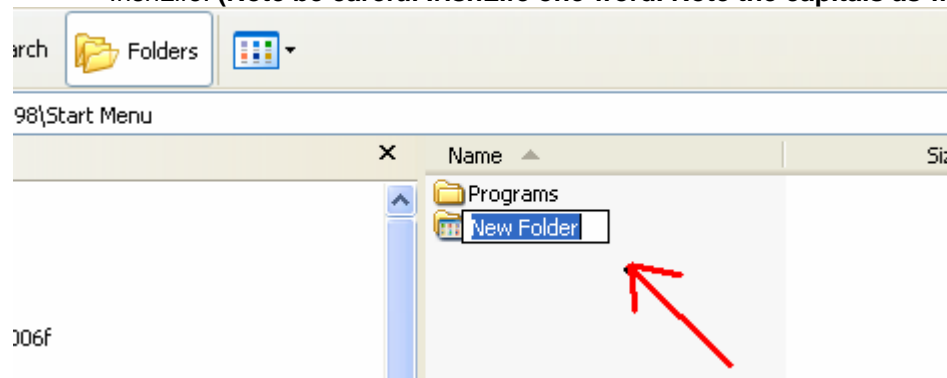 arch Folders
98\Start Menu
Name
Programs
New Folder
006f